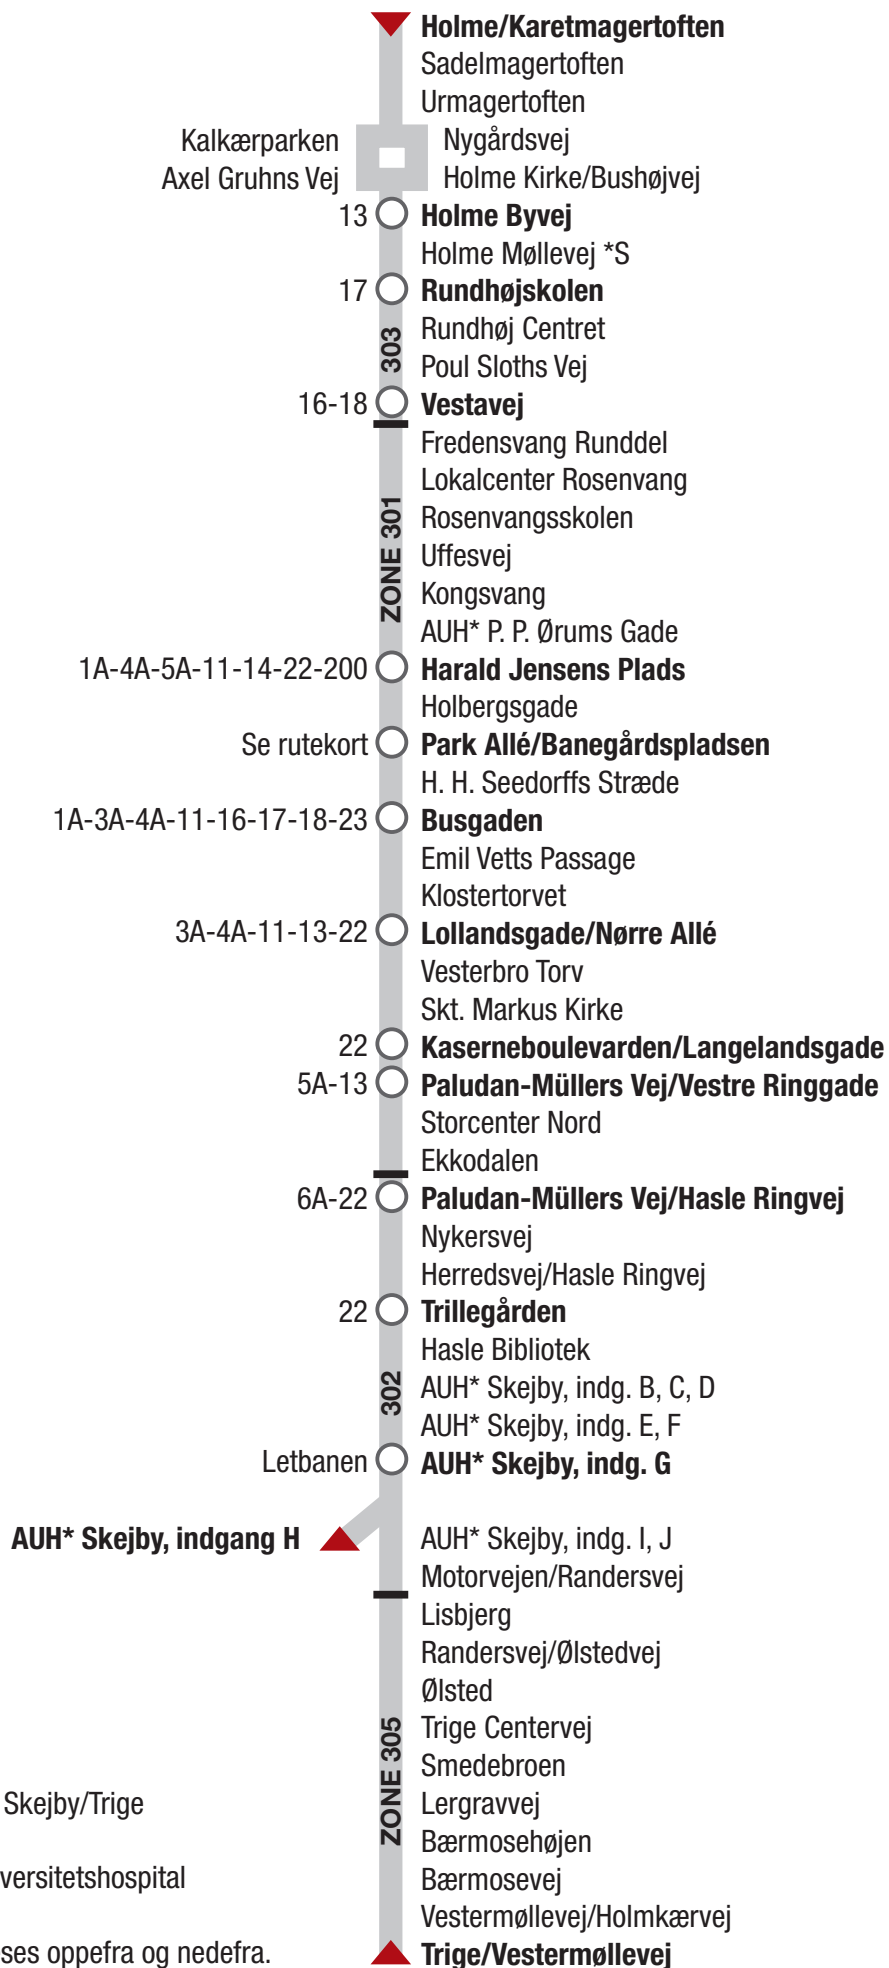 Holme/Karetmagertoften
Sadelmagertoften
Urmagertoften
Kalkærparken Nygårdsvej
Axel Gruhns Vej Holme Kirke/Bushøjvej
13 Holme Byvej
Holme Møllevej *S
17 Rundhøjskolen
303
Rundhøj Centret
Poul Sloths Vej
16-18 Vestavej
Fredensvang Runddel
Lokalcenter Rosenvang
ZONE 301
Rosenvangsskolen
Uffesvej
Kongsvang
AUH* P. P. Ørums Gade
1A-4A-5A-11-14-22-200 Harald Jensens Plads
Holbergsgade
Se rutekort Park Allé/Banegårdspladsen
H. H. Seedorffs Stræde
1A-3A-4A-11-16-17-18-23 Busgaden
Emil Vetts Passage
Klostertorvet
3A-4A-11-13-22 Lollandsgade/Nørre Allé
Vesterbro Torv
Skt. Markus Kirke
22 Kaserneboulevarden/Langelandsgade
5A-13 Paludan-Müllers Vej/Vestre Ringgade
Storcenter Nord
Ekkodalen
6A-22 Paludan-Müllers Vej/Hasle Ringvej
Nykersvej
Herredsvej/Hasle Ringvej
22 Trillegården
Hasle Bibliotek
302
AUH* Skejby, indg. B, C, D
AUH* Skejby, indg. E, F
Letbanen AUH* Skejby, indg. G
AUH* Skejby, indgang H AUH* Skejby, indg. I, J
Motorvejen/Randersvej
Lisbjerg
Randersvej/Ølstedvej
Ølsted
ZONE 305
Trige Centervej
Smedebroen
Skejby/Trige Lergravvej
Bærmosehøjen
versitetshospital Bærmosevej
Vestermøllevej/Holmkærvej
ses oppefra og nedefra. Trige/Vestermøllevej